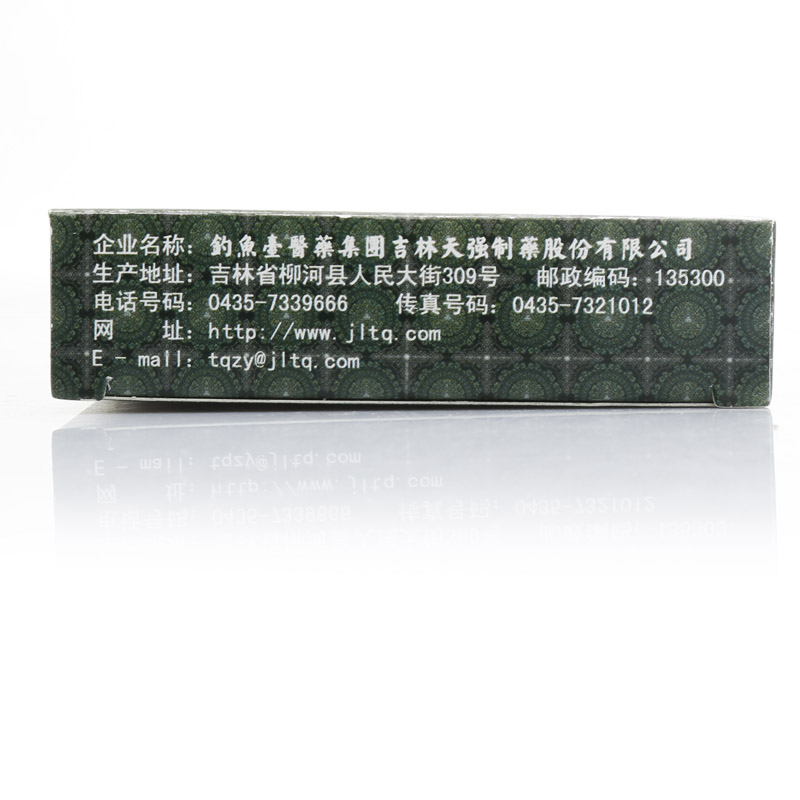 企业名称：釣魚臺醫藥集團吉林天强制藥股份有限公司
生产地址：吉林省柳河县人民大街309号 邮政编码：135300
电话号码：0435-7339666 传真号码：0435-7321012
网 址：http://www.jltq.com
E - mall：tqzy@jltq.com